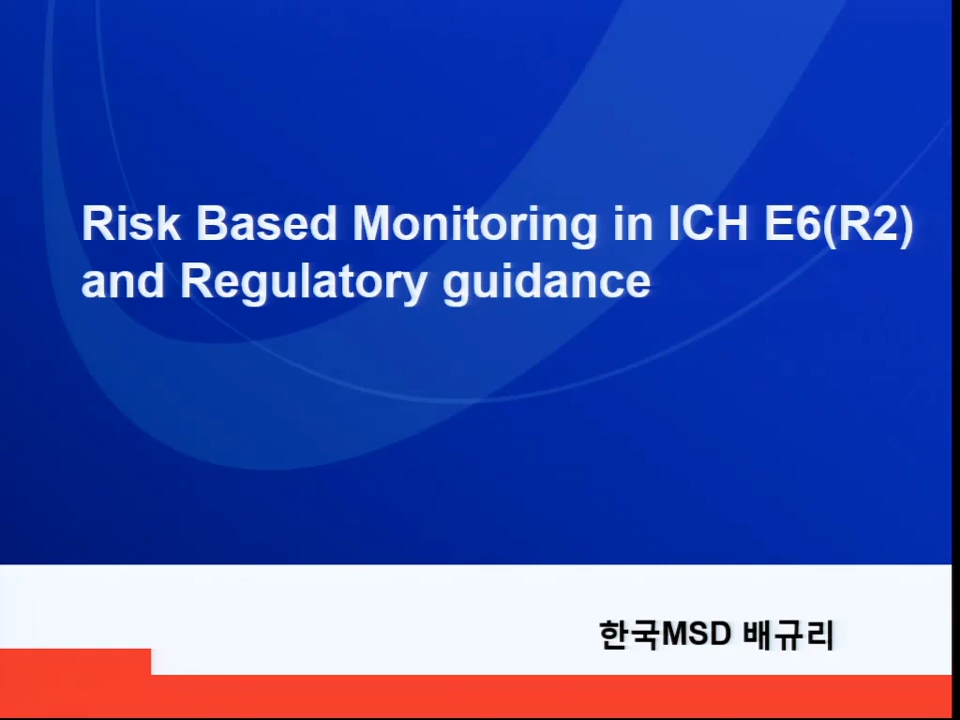 Risk Based Monitoring in ICH E6(R2)
and Regulatory guidance
한국MSD 배규리